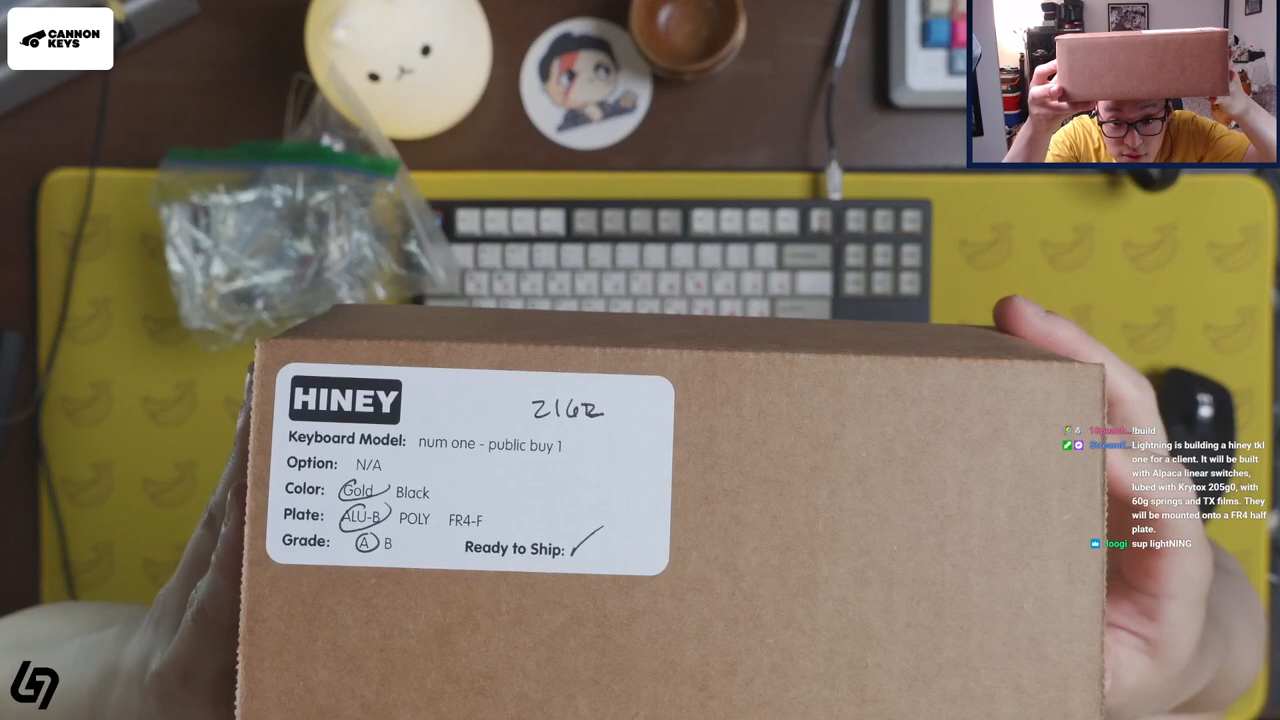 CANNON
KEYS
HINEY
2162
Keyboard Model: num one - public buy 1
Option: N/A
Color: Gold Black
Plate: ALU-B POLY FR4-F
Grade: A B
Ready to Ship: ✓
!build
Lightning is building a hiney tkl
one for a client. It will be built
with Alpaca linear switches,
lubed with Krytox 205g0, with
60g springs and TX films. They
will be mounted onto a FR4 half
plate.
loogi sup lightNING